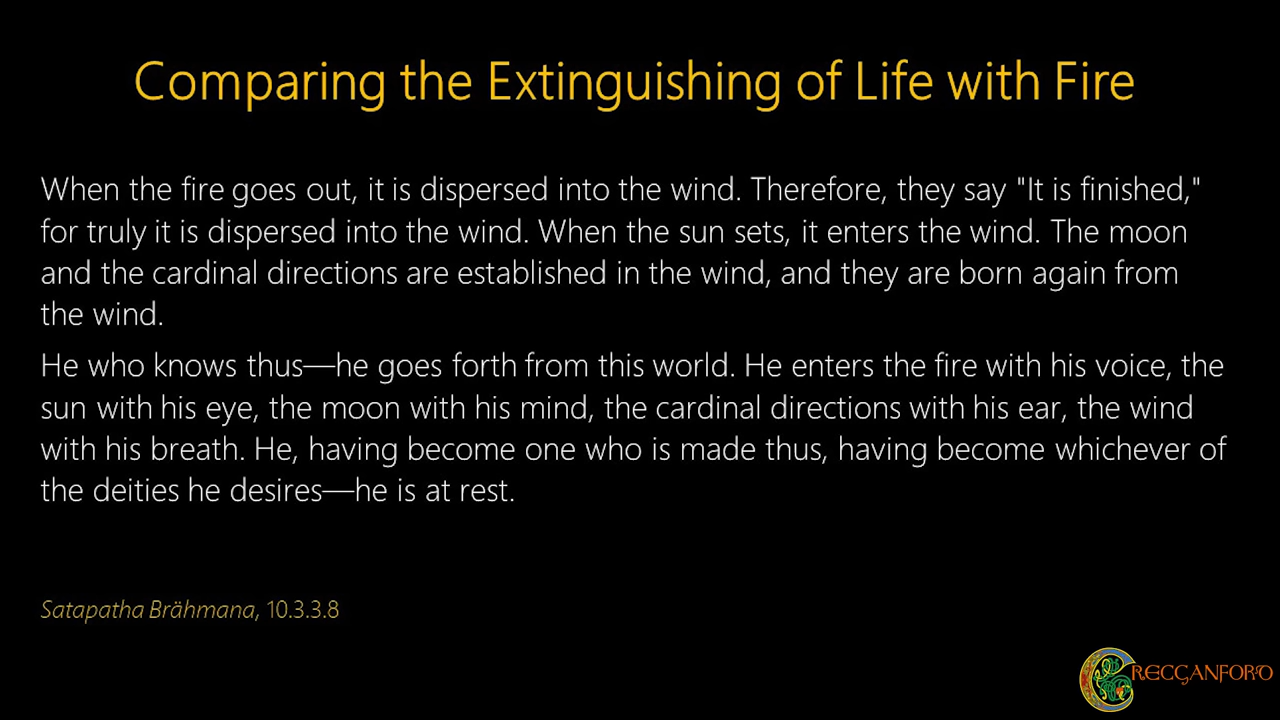 Comparing the Extinguishing of Life with Fire
When the fire goes out, it is dispersed into the wind. Therefore, they say "It is finished,"
for truly it is dispersed into the wind. When the sun sets, it enters the wind. The moon
and the cardinal directions are established in the wind, and they are born again from
the wind.
He who knows thus—he goes forth from this world. He enters the fire with his voice, the
sun with his eye, the moon with his mind, the cardinal directions with his ear, the wind
with his breath. He, having become one who is made thus, having become whichever of
the deities he desires—he is at rest.
Satapatha Brähmana, 10.3.3.8
CRECGANFORD